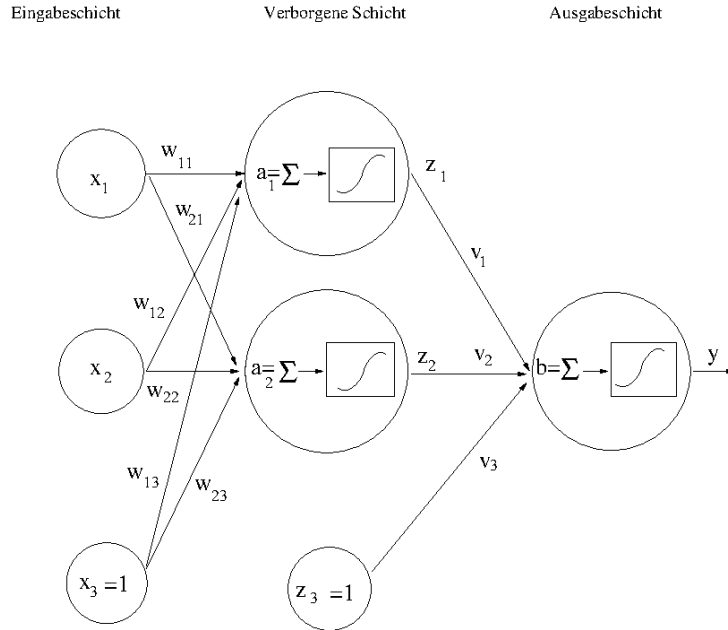 Eingabeschicht Verborgene Schicht Ausgabeschicht
x1 w11 a1=Σ z1
w21
v1
w12
x2 w22 a2=Σ z2 v2 b=Σ y
w13 w23 v3
x3=1 z3=1